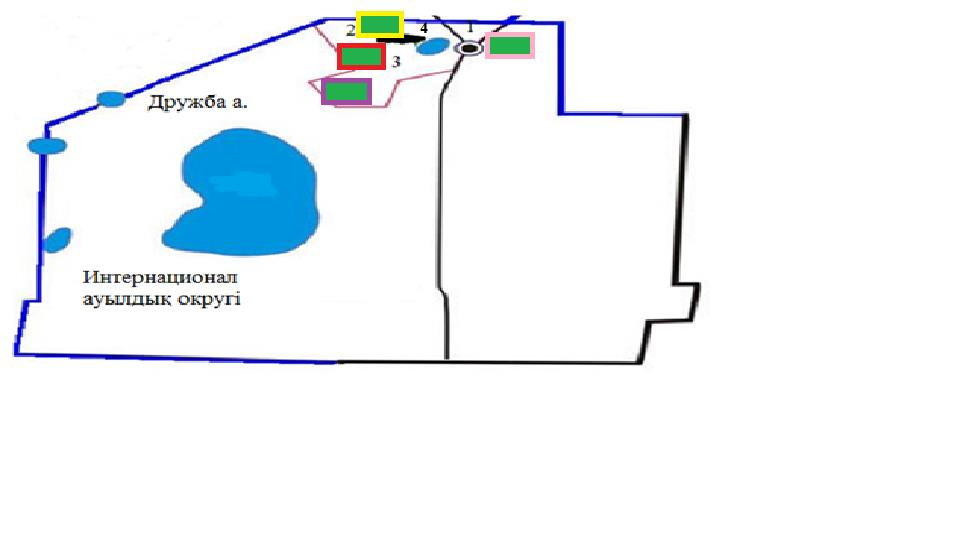 2 4 1
3
Дружба а.
Интернационал
ауылдық округі